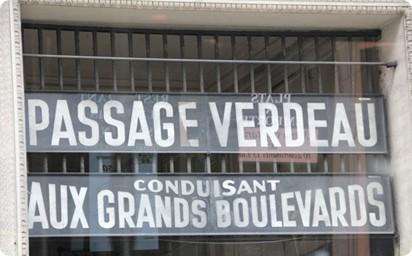 PASSAGE VERDEAU
CONDUISANT
AUX GRANDS BOULEVARDS